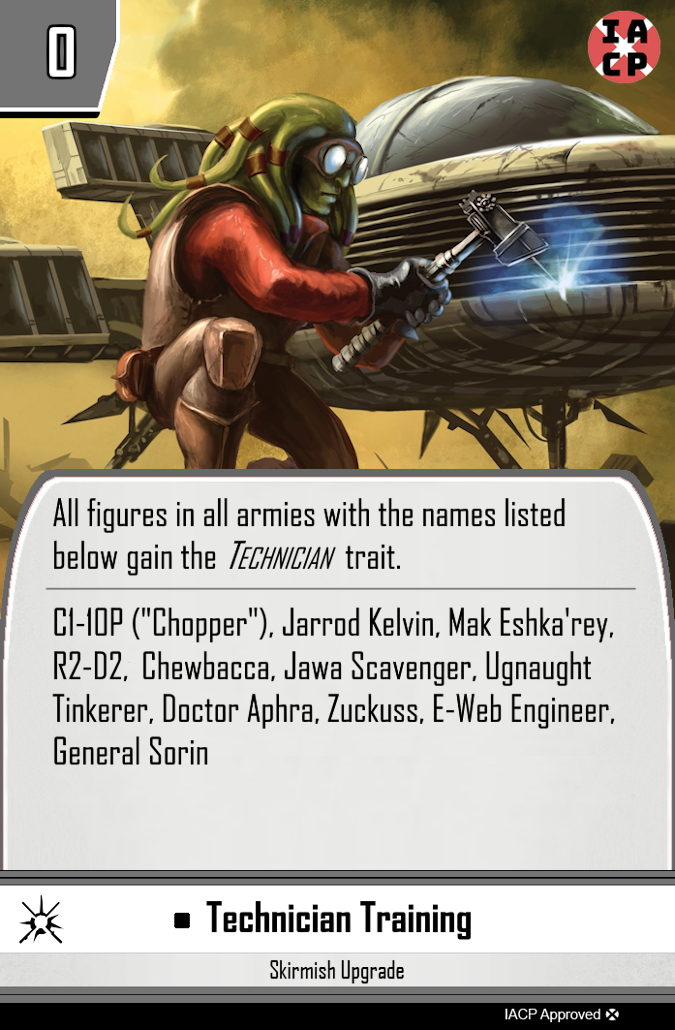 0
IA
CP
All figures in all armies with the names listed
below gain the TECHNICIAN trait.
C1-10P ("Chopper"), Jarrod Kelvin, Mak Eshka'rey,
R2-D2, Chewbacca, Jawa Scavenger, Ugnaught
Tinkerer, Doctor Aphra, Zuckuss, E-Web Engineer,
General Sorin
▪ Technician Training
Skirmish Upgrade
IACP Approved